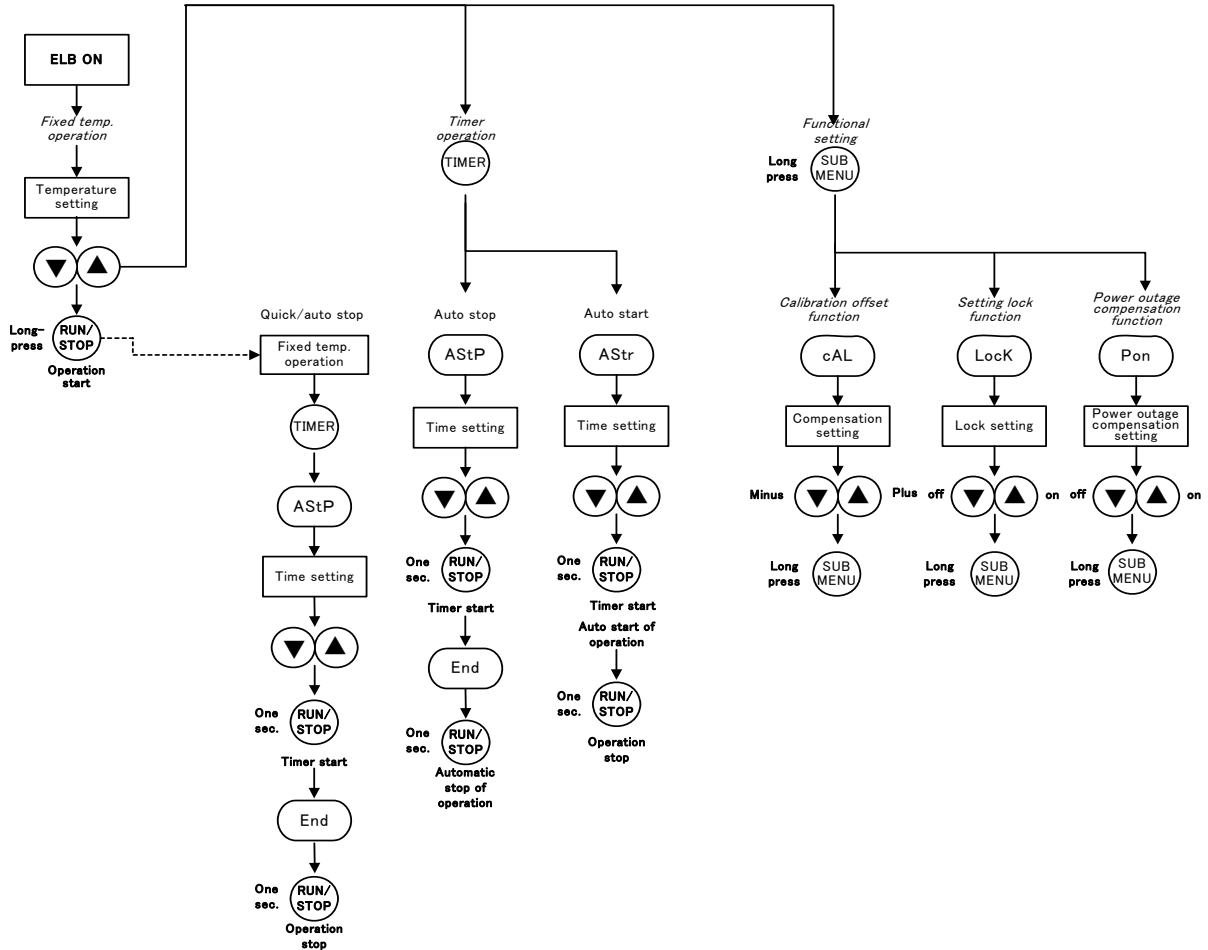 ELB ON
Fixed temp.
operation
Temperature
setting
▼ ▲
Long-
press
RUN/
STOP
Operation
start
Quick/auto stop
Fixed temp.
operation
TIMER
AStP
Time setting
▼ ▲
One
sec.
RUN/
STOP
Timer start
End
One
sec.
RUN/
STOP
Operation
stop
Timer
operation
TIMER
Auto stop
AStP
Time setting
▼ ▲
One
sec.
RUN/
STOP
Timer start
End
One
sec.
RUN/
STOP
Automatic
stop of
operation
Auto start
AStr
Time setting
▼ ▲
One
sec.
RUN/
STOP
Timer start
Auto start of
operation
One
sec.
RUN/
STOP
Operation
stop
Functional
setting
Long
press
SUB
MENU
Calibration offset
function
cAL
Compensation
setting
Minus ▼ ▲ Plus
Long
press
SUB
MENU
Setting lock
function
LocK
Lock setting
off ▼ ▲ on
Long
press
SUB
MENU
Power outage
compensation
function
Pon
Power outage
compensation
setting
off ▼ ▲ on
Long
press
SUB
MENU